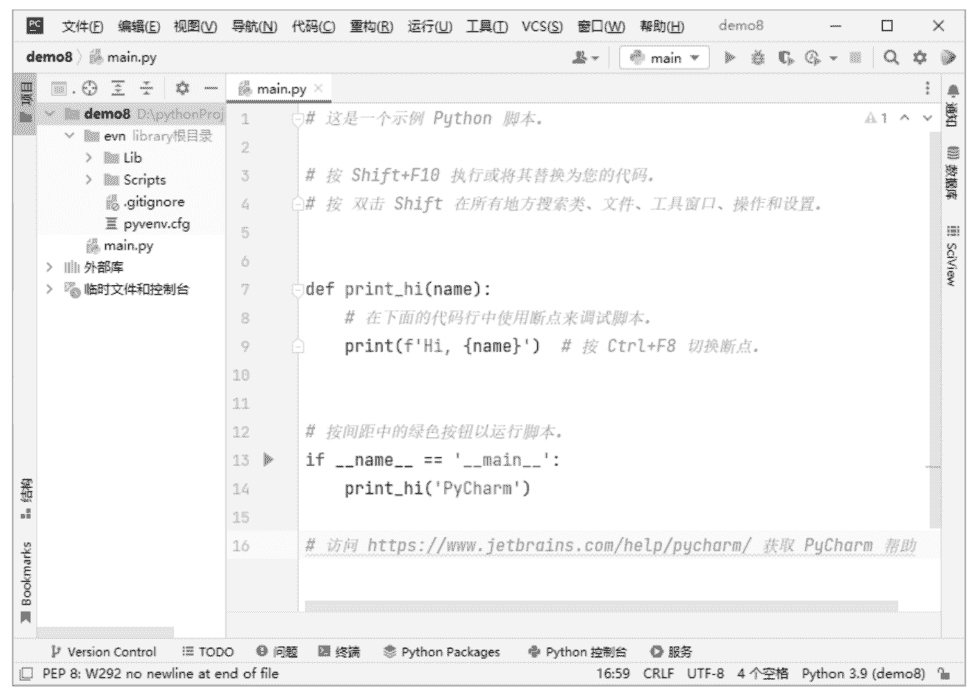 PC 文件(F) 编辑(E) 视图(V) 导航(N) 代码(C) 重构(R) 运行(U) 工具(T) VCS(S) 窗口(W) 帮助(H) demo8
demo8 main.py main
项目
main.py
demo8 D:\pythonProj
evn library根目录
Lib
Scripts
.gitignore
pyvenv.cfg
main.py
外部库
临时文件和控制台
1 # 这是一个示例 Python 脚本.
2
3 # 按 Shift+F10 执行或将其替换为您的代码.
4 # 按 双击 Shift 在所有地方搜索类、文件、工具窗口、操作和设置.
5
6
7 def print_hi(name):
8 # 在下面的代码行中使用断点来调试脚本.
9 print(f'Hi, {name}') # 按 Ctrl+F8 切换断点.
10
11
12 # 按间距中的绿色按钮以运行脚本.
13 if __name__ == '__main__':
14 print_hi('PyCharm')
15
16 # 访问 https://www.jetbrains.com/help/pycharm/ 获取 PyCharm 帮助
1
通知
数据库
SciView
结构
Bookmarks
Version Control TODO 问题 终端 Python Packages Python 控制台 服务
PEP 8: W292 no newline at end of file 16:59 CRLF UTF-8 4 个空格 Python 3.9 (demo8)